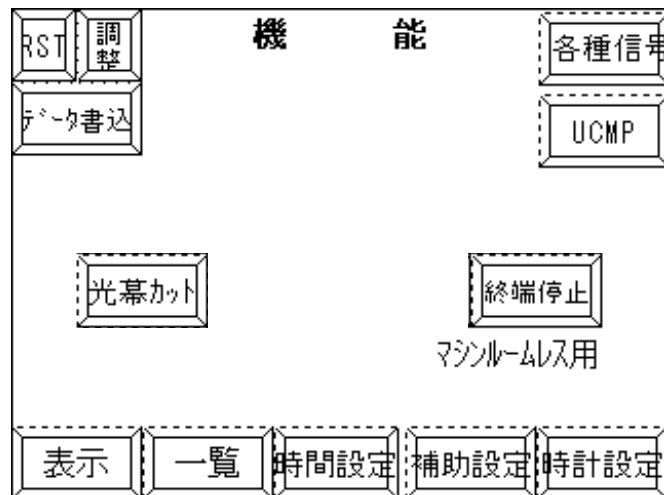 RST 調整 機 能 各種信号
ﾃﾞｰﾀ書込 UCMP
光幕ｶｯﾄ 終端停止
ﾏｼﾝﾙｰﾑﾚｽ用
表示 一覧 時間設定 補助設定 時計設定